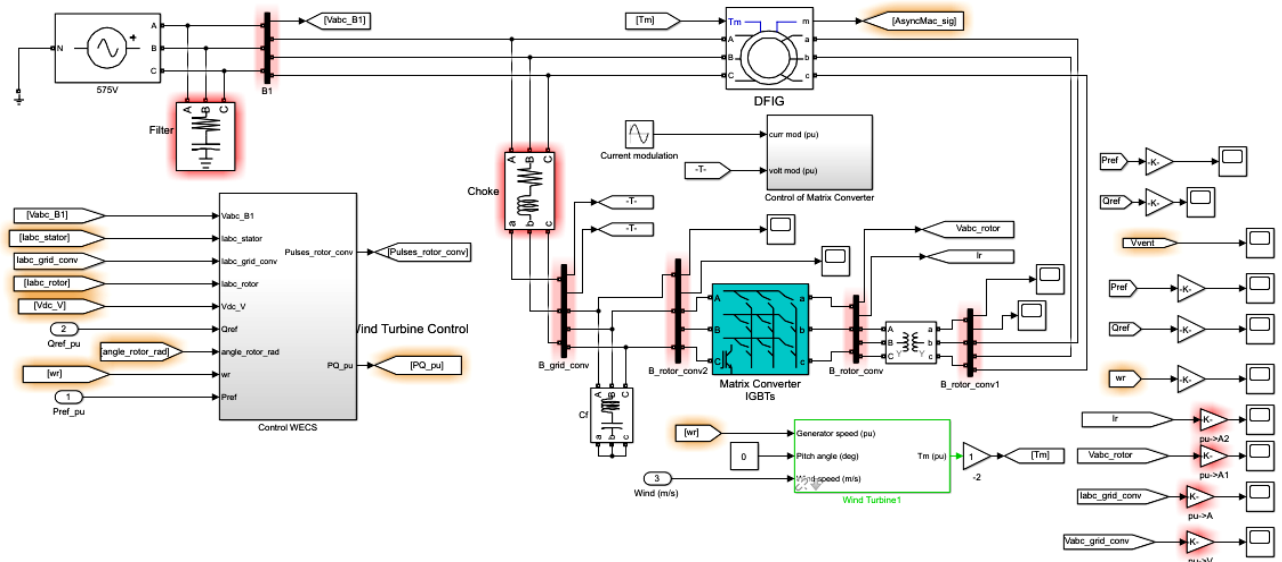 [Vabc_B1]
[Tm]
Tm
m
[AsyncMac_sig]
N
A
B
C
A
B
C
a
b
c
575V
B1
DFIG
A
B
C
Filter
curr mod (pu)
volt mod (pu)
Current modulation
-T-
Control of Matrix Converter
A
B
C
Choke
a
b
c
-T-
-T-
Pref
-K-
Qref
-K-
Vvent
Pref
-K-
Qref
-K-
wr
-K-
Ir
K-
pu->A2
Vabc_rotor
K-
pu->A1
Iabc_grid_conv
K-
pu->A
Vabc_grid_conv
K-
pu->V
[Vabc_B1]
[Iabc_stator]
Iabc_grid_conv
[Iabc_rotor]
[Vdc_V]
2
Qref_pu
[angle_rotor_rad]
[wr]
1
Pref_pu
Vabc_B1
Iabc_stator
Iabc_grid_conv
Iabc_rotor
Vdc_V
Qref
angle_rotor_rad
wr
Pref
Pulses_rotor_conv
PQ_pu
[Pulses_rotor_conv]
Wind Turbine Control
[PQ_pu]
Control WECS
Vabc_rotor
Ir
A
B
C
a
b
c
A
B
C
Y
Y
a
b
c
B_grid_conv
B_rotor_conv2
B_rotor_conv
B_rotor_conv1
Matrix Converter
IGBTs
A
B
C
Cf
a
b
c
[wr]
0
3
Wind (m/s)
Generator speed (pu)
Pitch angle (deg)
Wind speed (m/s)
Tm (pu)
Wind Turbine1
1
-2
[Tm]